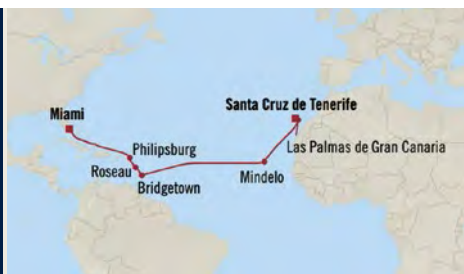 Miami
Santa Cruz de Tenerife
Philipsburg
Las Palmas de Gran Canaria
Roseau
Mindelo
Bridgetown